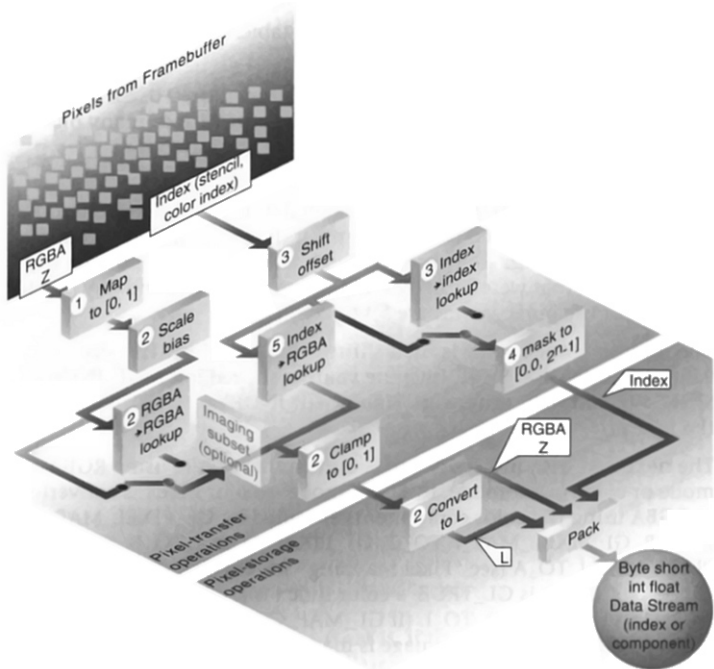 Pixels from Framebuffer
Index (stencil,
color index)
RGBA
Z
1 Map
to [0, 1]
2 Scale
bias
3 Shift
offset
3 Index
➔index
lookup
5 Index
➔RGBA
lookup
4 mask to
[0.0, 2ⁿ-1]
2 RGBA
➔RGBA
lookup
Imaging
subset
(optional)
2 Clamp
to [0, 1]
Index
RGBA
Z
2 Convert
to L
L
Pack
Pixel-transfer
operations
Pixel-storage
operations
Byte short
int float
Data Stream
(index or
component)